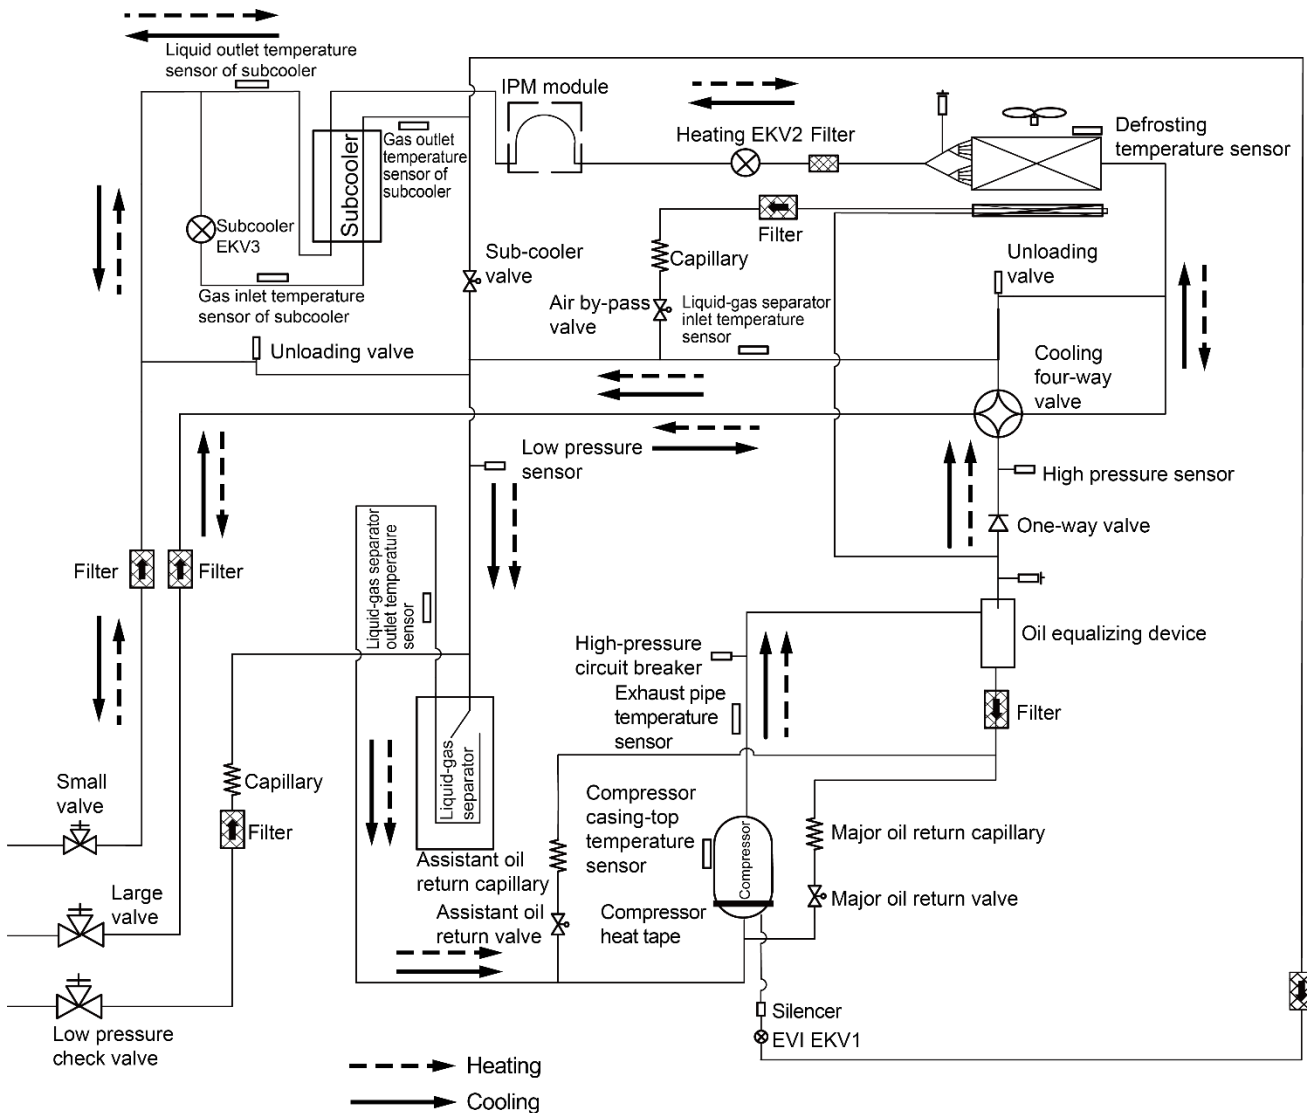 Liquid outlet temperature
sensor of subcooler
IPM module
Heating EKV2
Filter
Defrosting
temperature sensor
Subcooler
Gas outlet
temperature
sensor of
subcooler
Subcooler
EKV3
Filter
Capillary
Sub-cooler
valve
Unloading
valve
Gas inlet temperature
sensor of subcooler
Air by-pass
valve
Liquid-gas separator
inlet temperature
sensor
Unloading valve
Cooling
four-way
valve
Low pressure
sensor
High pressure sensor
One-way valve
Filter
Filter
Liquid-gas separator
outlet temperature
sensor
Oil equalizing device
High-pressure
circuit breaker
Exhaust pipe
temperature
sensor
Filter
Small
valve
Capillary
Liquid-gas
separator
Compressor
casing-top
temperature
sensor
Compressor
Major oil return capillary
Filter
Assistant oil
return capillary
Large
valve
Assistant oil
return valve
Compressor
heat tape
Major oil return valve
Low pressure
check valve
Silencer
EVI EKV1
Heating
Cooling